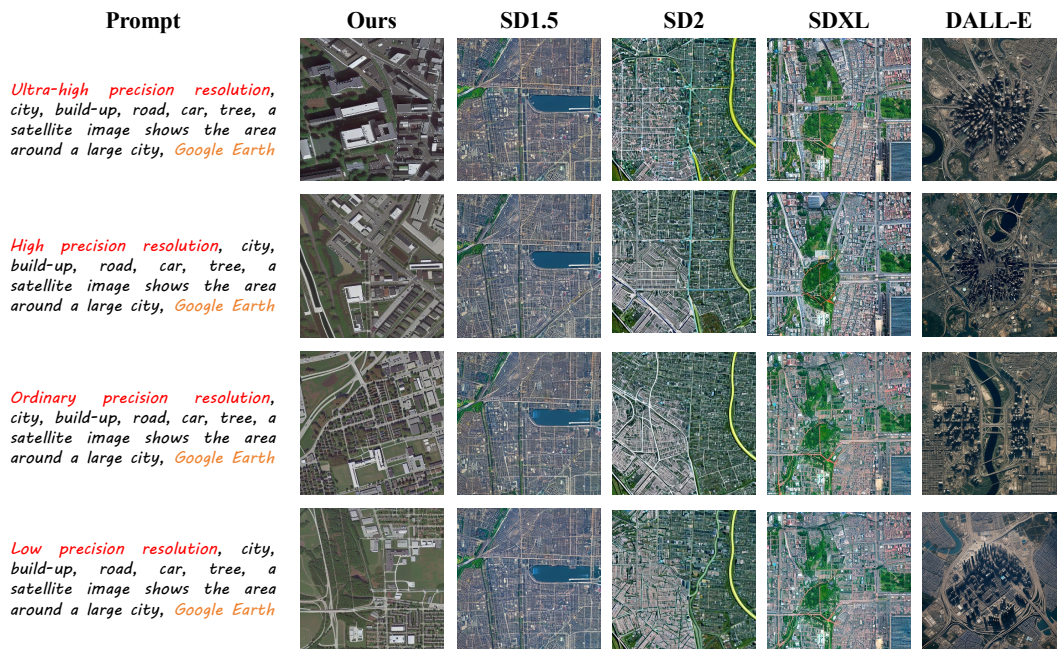 Prompt Ours SD1.5 SD2 SDXL DALL-E
Ultra-high precision resolution,
city, build-up, road, car, tree, a
satellite image shows the area
around a large city, Google Earth
High precision resolution, city,
build-up, road, car, tree, a
satellite image shows the area
around a large city, Google Earth
Ordinary precision resolution,
city, build-up, road, car, tree, a
satellite image shows the area
around a large city, Google Earth
Low precision resolution, city,
build-up, road, car, tree, a
satellite image shows the area
around a large city, Google Earth